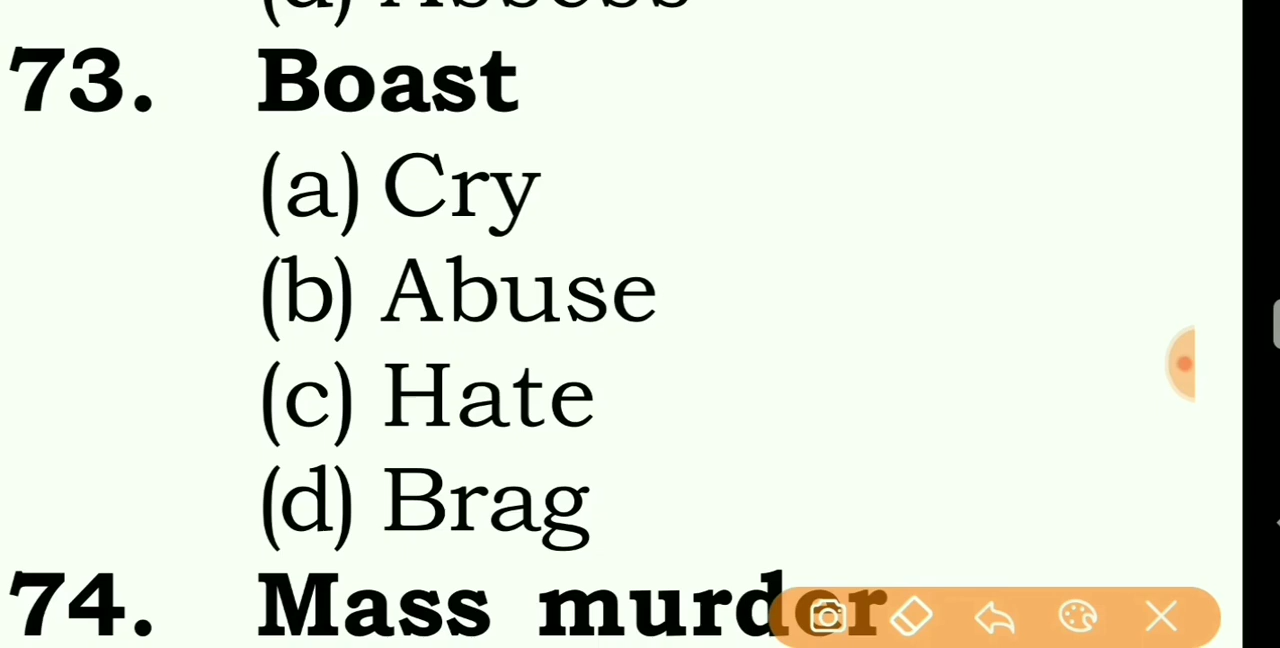 73. Boast
(a) Cry
(b) Abuse
(c) Hate
(d) Brag
74. Mass murder